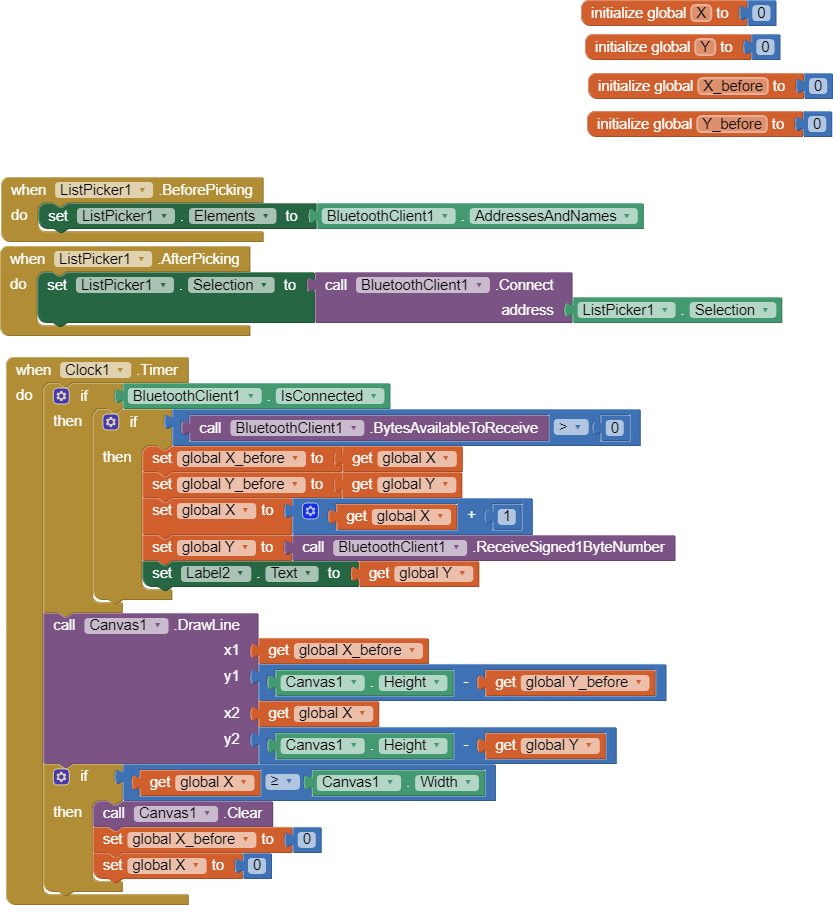 initialize global X to 0
initialize global Y to 0
initialize global X_before to 0
initialize global Y_before to 0
when ListPicker1 .BeforePicking
do set ListPicker1 . Elements to BluetoothClient1 . AddressesAndNames
when ListPicker1 .AfterPicking
do set ListPicker1 . Selection to call BluetoothClient1 .Connect
address ListPicker1 . Selection
when Clock1 .Timer
do if BluetoothClient1 . IsConnected
then if call BluetoothClient1 .BytesAvailableToReceive > 0
then set global X_before to get global X
set global Y_before to get global Y
set global X to get global X + 1
set global Y to call BluetoothClient1 .ReceiveSigned1ByteNumber
set Label2 . Text to get global Y
call Canvas1 .DrawLine
x1 get global X_before
y1 Canvas1 . Height - get global Y_before
x2 get global X
y2 Canvas1 . Height - get global Y
if get global X ≥ Canvas1 . Width
then call Canvas1 .Clear
set global X_before to 0
set global X to 0